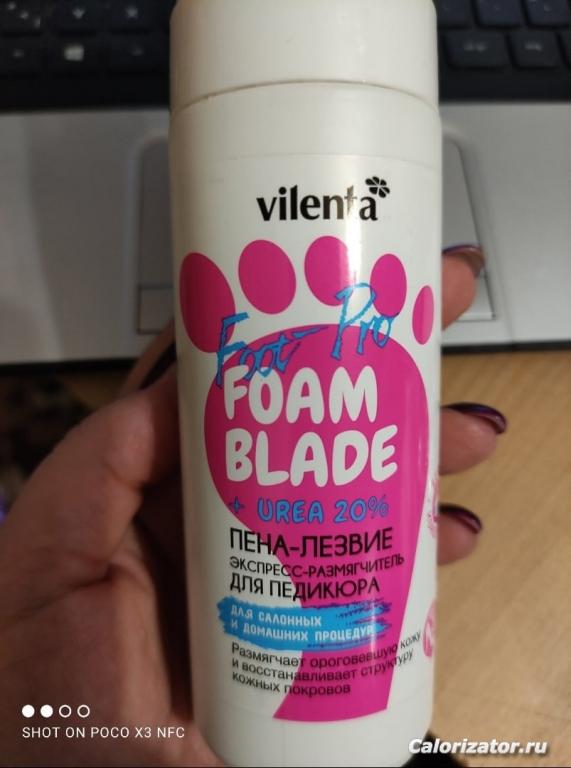 vilenta
Foot-Pro
FOAM
BLADE
+ UREA 20%
ПЕНА-ЛЕЗВИЕ
ЭКСПРЕСС-РАЗМЯГЧИТЕЛЬ
ДЛЯ ПЕДИКЮРА
ДЛЯ САЛОННЫХ
И ДОМАШНИХ ПРОЦЕДУР
Размягчает ороговевшую кожу
и восстанавливает структуру
кожных покровов
SHOT ON POCO X3 NFC
Calorizator.ru